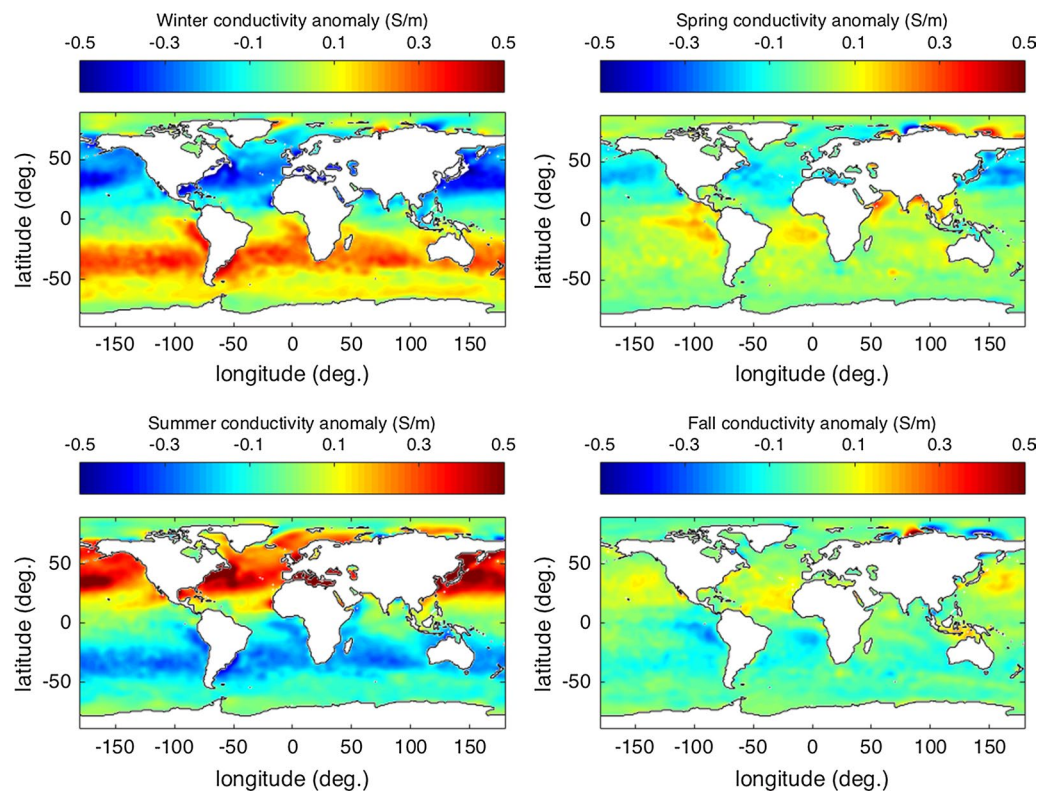 Winter conductivity anomaly (S/m)
-0.5 -0.3 -0.1 0.1 0.3 0.5
latitude (deg.)
50
0
-50
-150 -100 -50 0 50 100 150
longitude (deg.)
Spring conductivity anomaly (S/m)
-0.5 -0.3 -0.1 0.1 0.3 0.5
latitude (deg.)
50
0
-50
-150 -100 -50 0 50 100 150
longitude (deg.)
Summer conductivity anomaly (S/m)
-0.5 -0.3 -0.1 0.1 0.3 0.5
latitude (deg.)
50
0
-50
-150 -100 -50 0 50 100 150
longitude (deg.)
Fall conductivity anomaly (S/m)
-0.5 -0.3 -0.1 0.1 0.3 0.5
latitude (deg.)
50
0
-50
-150 -100 -50 0 50 100 150
longitude (deg.)